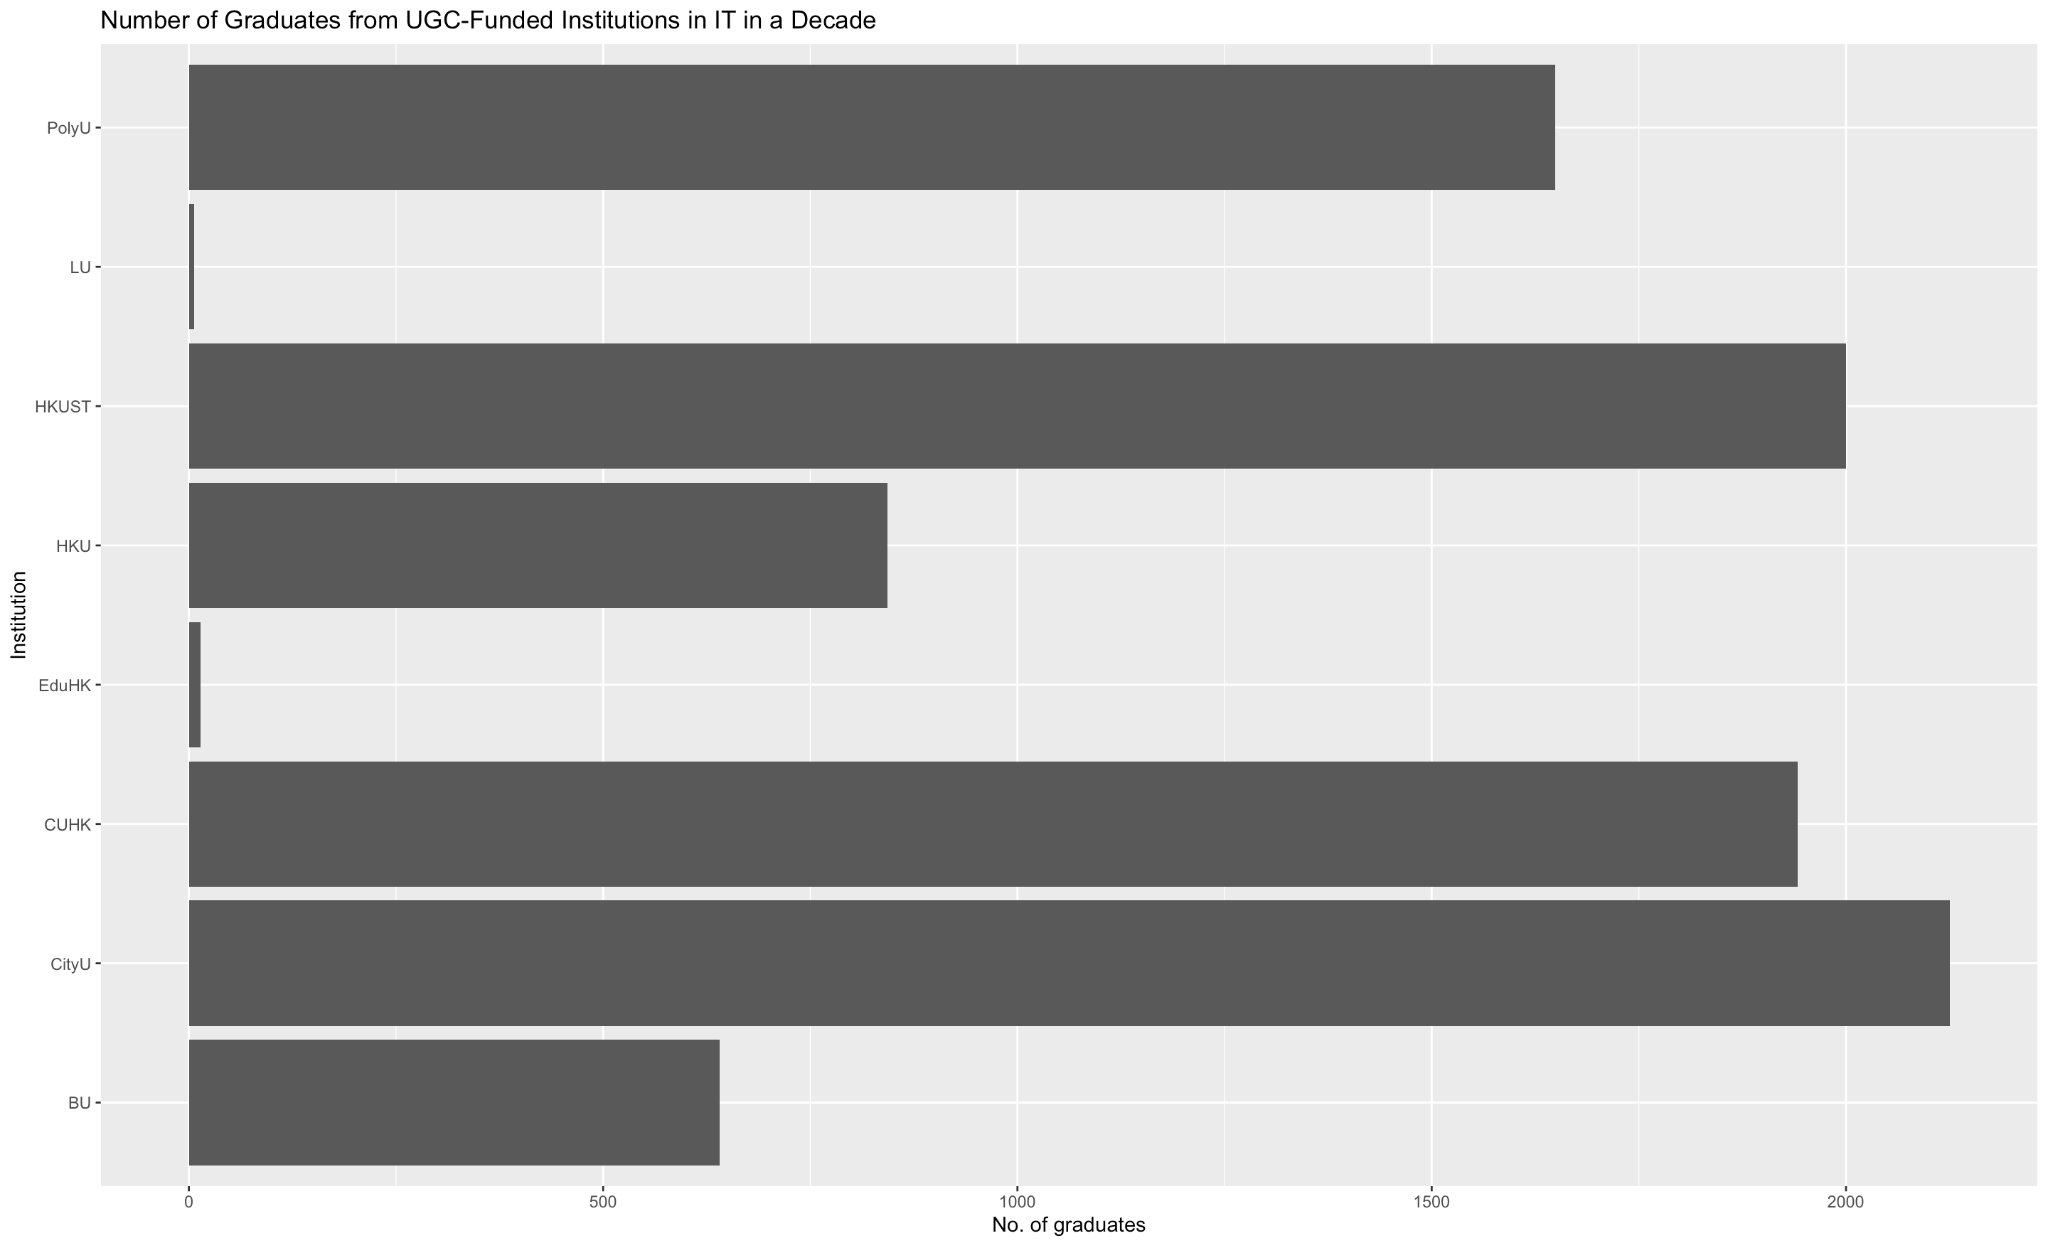 Number of Graduates from UGC-Funded Institutions in IT in a Decade
Institution
PolyU
LU
HKUST
HKU
EduHK
CUHK
CityU
BU
0 500 1000 1500 2000
No. of graduates